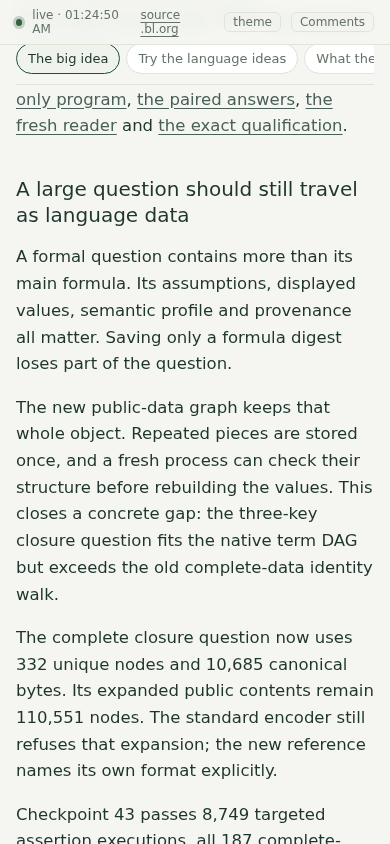 live · 01:24:50 AM
source .bl.org
theme
Comments
The big idea
Try the language ideas
What the
only program, the paired answers, the
fresh reader and the exact qualification.
A large question should still travel
as language data
A formal question contains more than its
main formula. Its assumptions, displayed
values, semantic profile and provenance
all matter. Saving only a formula digest
loses part of the question.
The new public-data graph keeps that
whole object. Repeated pieces are stored
once, and a fresh process can check their
structure before rebuilding the values. This
closes a concrete gap: the three-key
closure question fits the native term DAG
but exceeds the old complete-data identity
walk.
The complete closure question now uses
332 unique nodes and 10,685 canonical
bytes. Its expanded public contents remain
110,551 nodes. The standard encoder still
refuses that expansion; the new reference
names its own format explicitly.
Checkpoint 43 passes 8,749 targeted
assertion executions, all 187 complete-